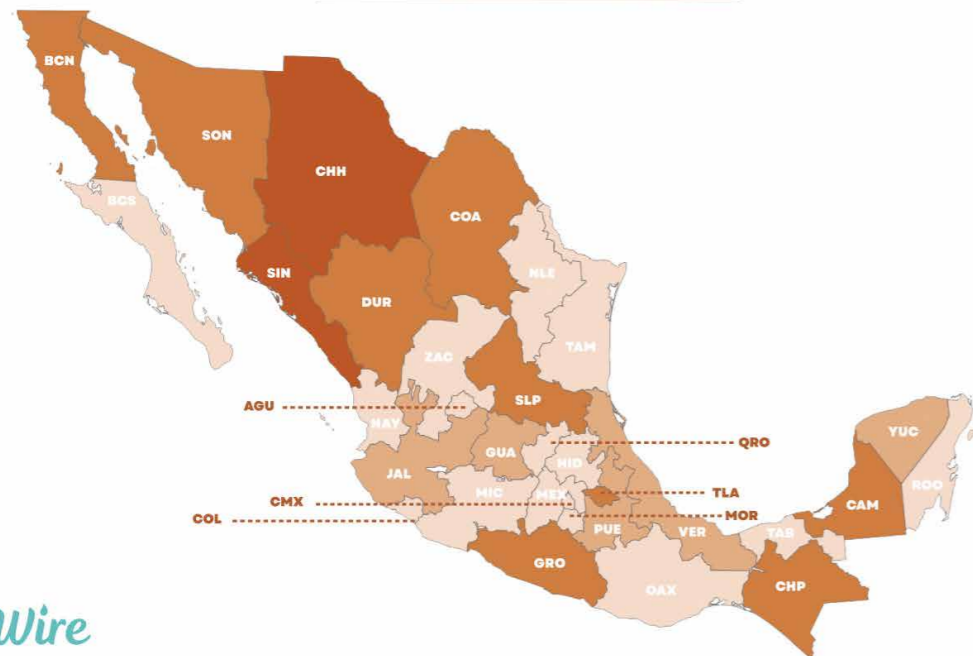 BCN
SON
CHH
BCS
COA
SIN
NLE
DUR
TAM
ZAC
SLP
AGU
NAY
YUC
QRO
GUA
HID
JAL
ROO
MIC
MEX
TLA
CMX
COL
MOR
CAM
PUE
VER
TAB
GRO
CHP
OAX
Wire